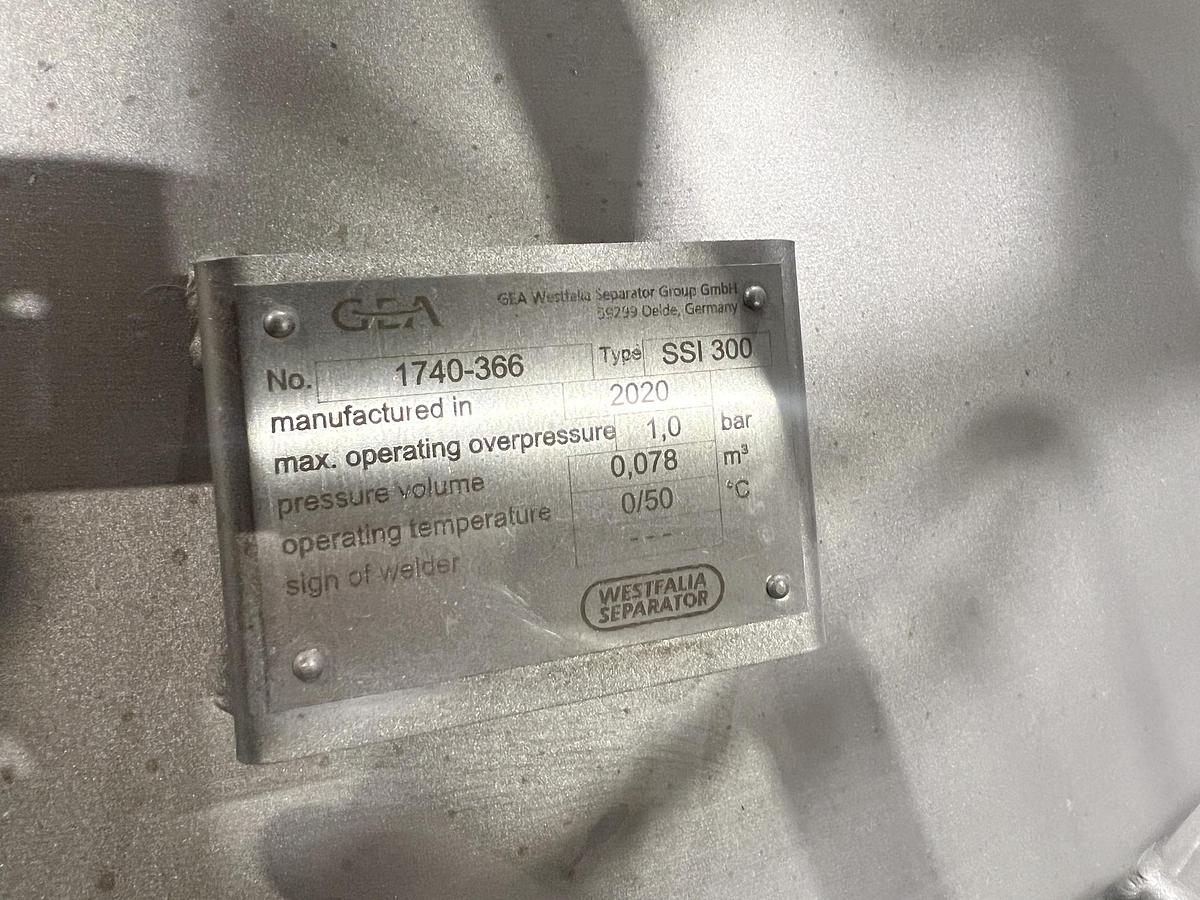 GEA
GEA Westfalia Separator Group GmbH
59299 Oelde, Germany
No. 1740-366 Type SSI 300
manufactured in 2020
max. operating overpressure 1,0 bar
pressure volume 0,078 m³
operating temperature 0/50 °C
sign of welder - - -
WESTFALIA
SEPARATOR